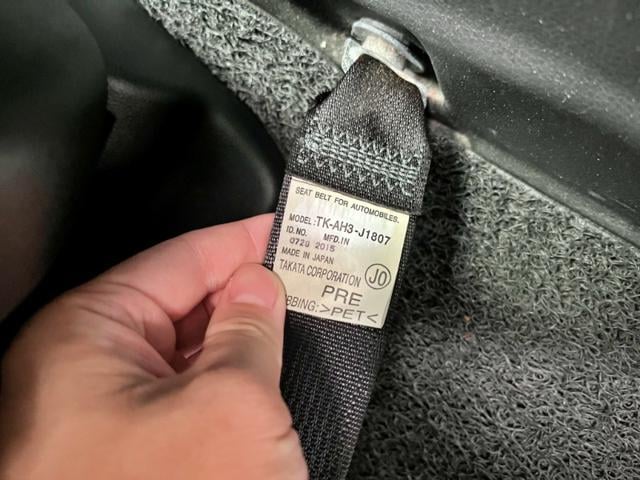 SEAT BELT FOR AUTOMOBILES.
MODEL:TK-AH3-J1807
ID.NO. MFD.IN
0729 2015
MADE IN JAPAN
TAKATA CORPORATION JO
PRE
BBING:>PET<